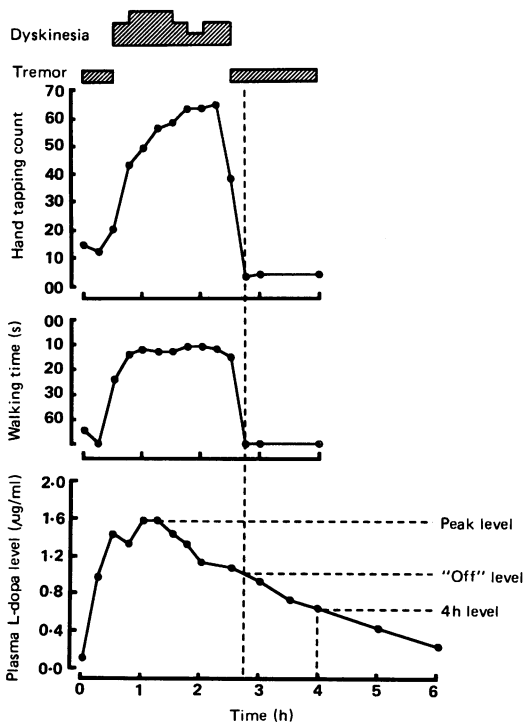 Dyskinesia
Tremor
Hand tapping count
70
60
50
40
30
20
10
00
Walking time (s)
00
10
20
30
60
Plasma L-dopa level (µg/ml)
2·0
1·6
1·2
0·8
0·4
0·0
Peak level
"Off" level
4h level
0 1 2 3 4 5 6
Time (h)